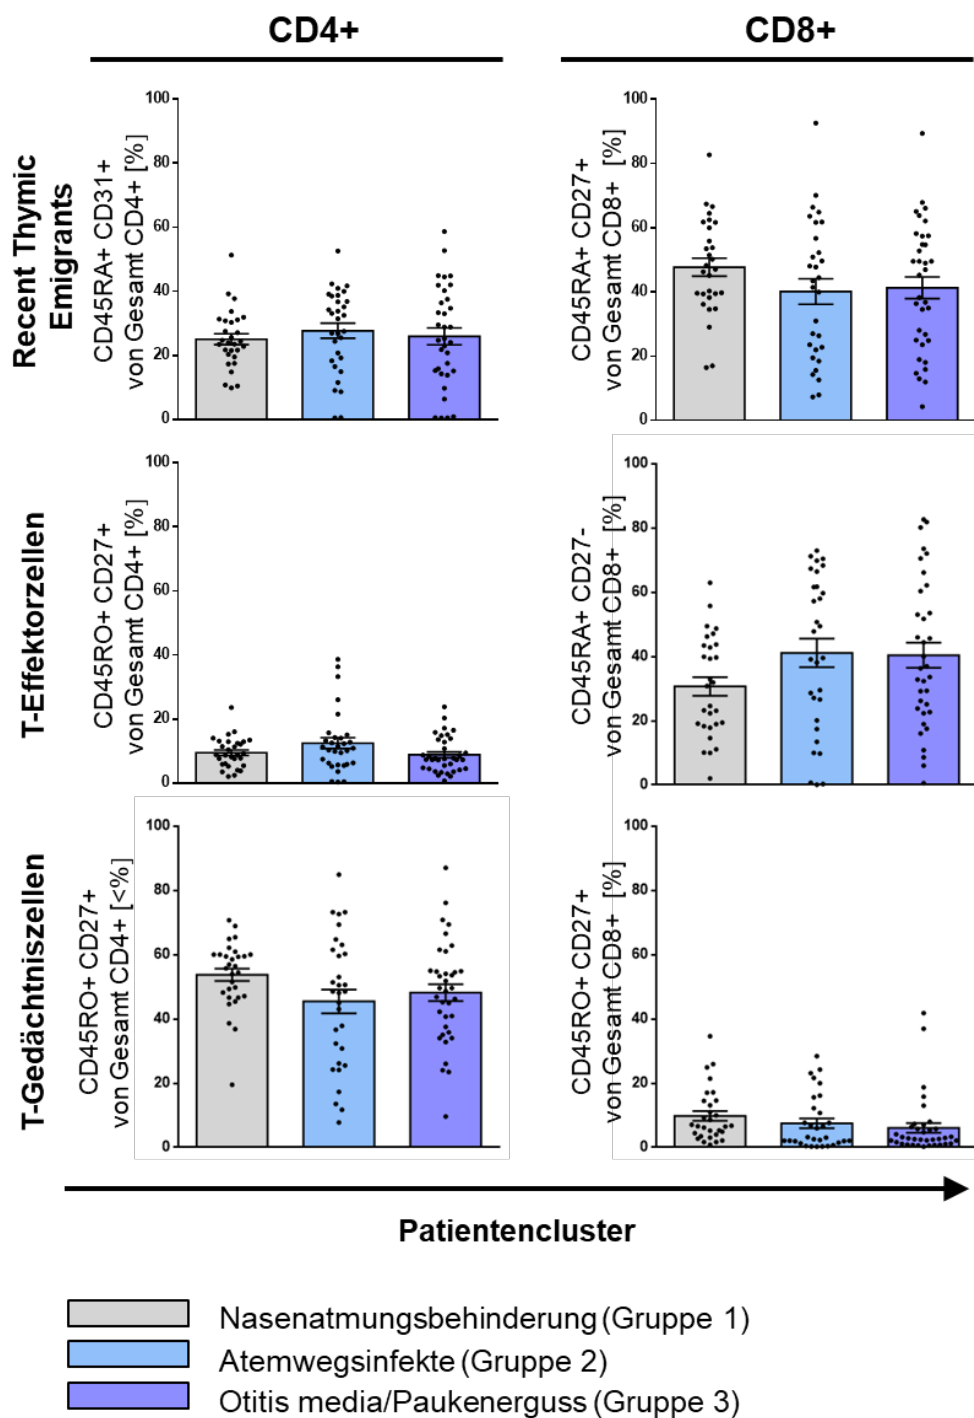 CD4+
CD8+
Recent Thymic
Emigrants
CD45RA+ CD31+
von Gesamt CD4+ [%]
100
80
60
40
20
0
CD45RA+ CD27+
von Gesamt CD8+ [%]
100
80
60
40
20
0
T-Effektorzellen
CD45RO+ CD27+
von Gesamt CD4+ [%]
100
80
60
40
20
0
CD45RA+ CD27-
von Gesamt CD8+ [%]
100
80
60
40
20
0
T-Gedächtniszellen
CD45RO+ CD27+
von Gesamt CD4+ [<%]
100
80
60
40
20
0
CD45RO+ CD27+
von Gesamt CD8+ [%]
100
80
60
40
20
0
Patientencluster
Nasenatmungsbehinderung (Gruppe 1)
Atemwegsinfekte (Gruppe 2)
Otitis media/Paukenerguss (Gruppe 3)